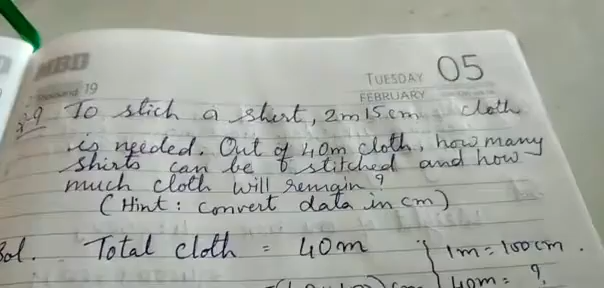 MBD
TUESDAY 05
FEBRUARY
19
To stich a shirt, 2m 15cm cloth
is needed. Out of 40m cloth, how many
shirts can be stitched and how
much cloth will remain?
(Hint: convert data in cm)
Sol. Total cloth = 40m
1m = 100cm.
40m = ?